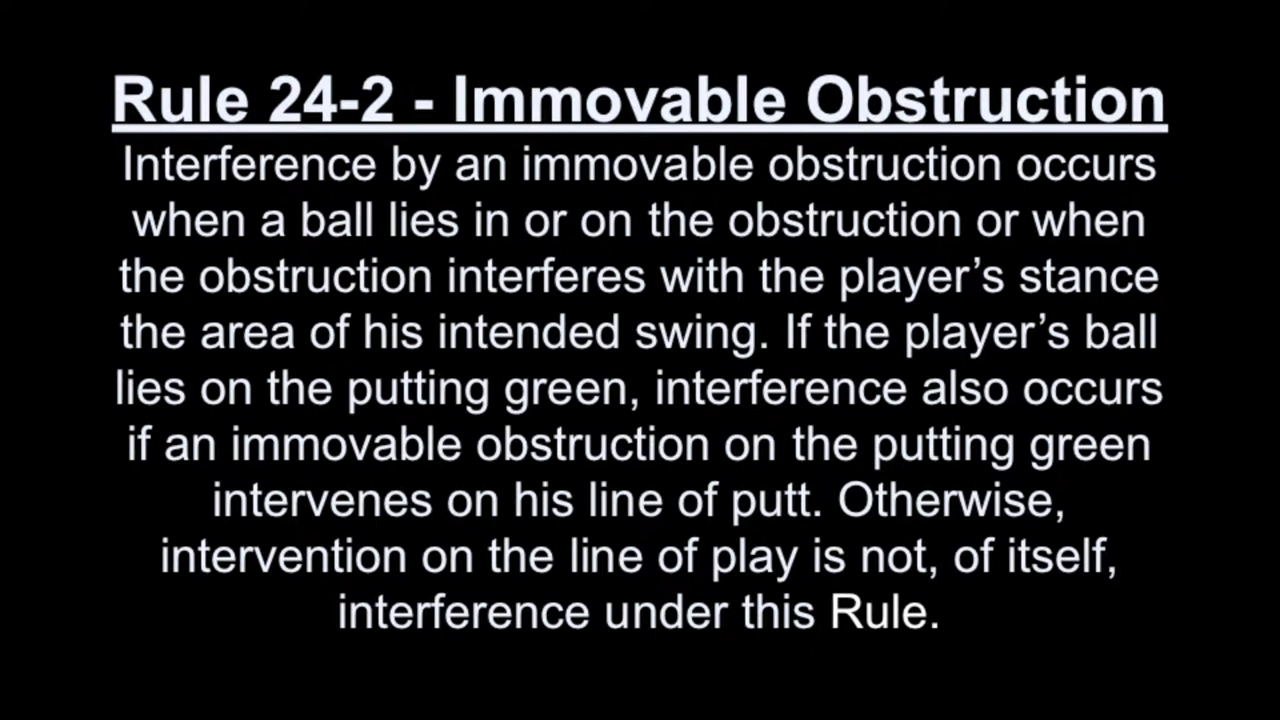 Rule 24-2 - Immovable Obstruction
Interference by an immovable obstruction occurs
when a ball lies in or on the obstruction or when
the obstruction interferes with the player’s stance
the area of his intended swing. If the player’s ball
lies on the putting green, interference also occurs
if an immovable obstruction on the putting green
intervenes on his line of putt. Otherwise,
intervention on the line of play is not, of itself,
interference under this Rule.